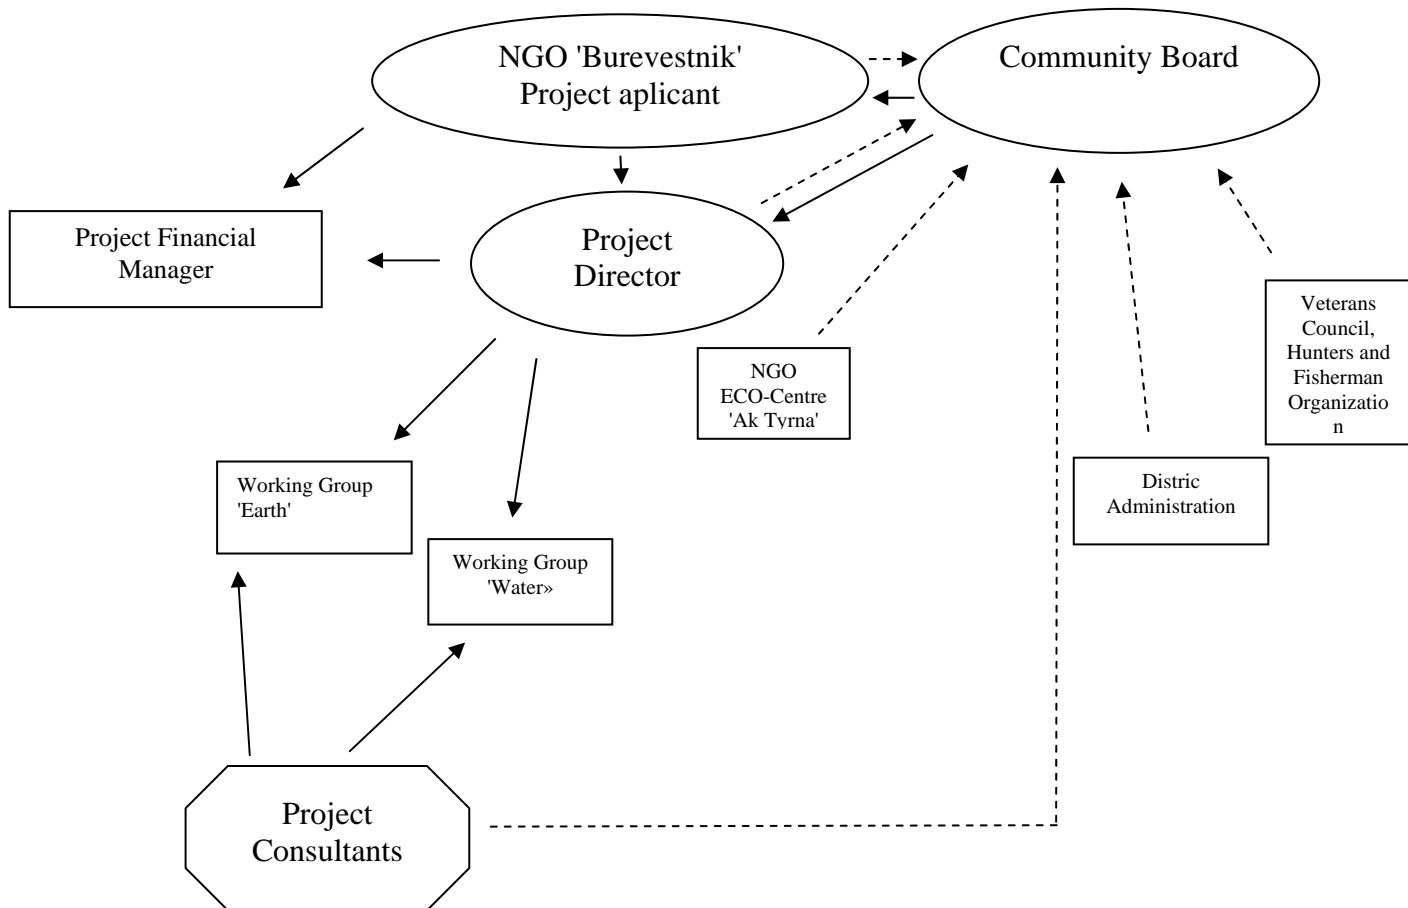 NGO 'Burevestnik'
Project aplicant
Community Board
Project Financial
Manager
Project
Director
NGO
ECO-Centre
'Ak Tyrna'
Veterans
Council,
Hunters and
Fisherman
Organizatio
n
Distric
Administration
Working Group
'Earth'
Working Group
'Water»
Project
Consultants